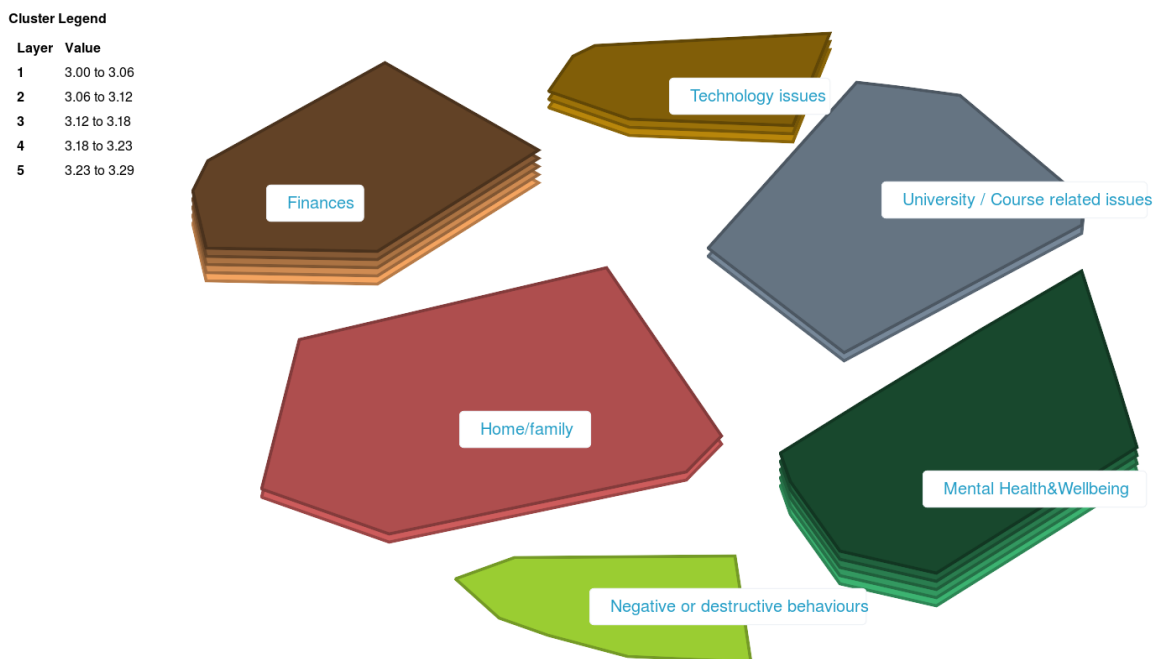 Cluster Legend
Layer Value
1 3.00 to 3.06
2 3.06 to 3.12
3 3.12 to 3.18
4 3.18 to 3.23
5 3.23 to 3.29
Technology issues
Finances
University / Course related issues
Home/family
Mental Health&Wellbeing
Negative or destructive behaviours